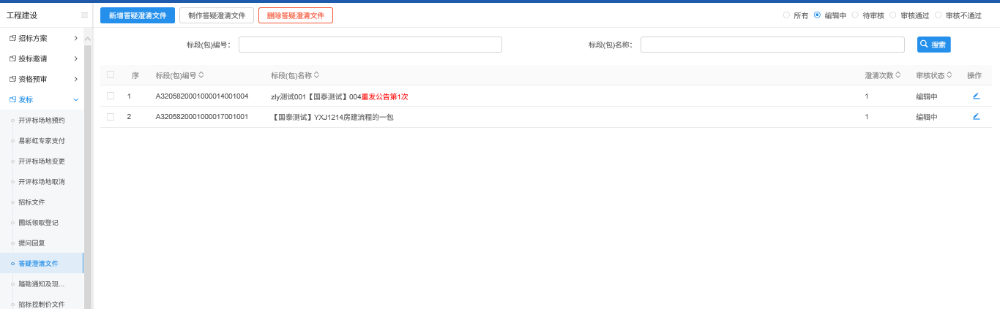 工程建设
新增答疑澄清文件 制作答疑澄清文件 删除答疑澄清文件 所有 编辑中 待审核 审核通过 审核不通过
招标方案
投标邀请
资格预审
发标
开评标场地预约
易彩虹专家支付
开评标场地变更
开评标场地取消
招标文件
图纸领取登记
提问回复
答疑澄清文件
踏勘通知及现...
招标控制价文件
标段(包)编号： 标段(包)名称： 搜索
序 标段(包)编号 标段(包)名称 澄清次数 审核状态 操作
1 A3205820001000014001004 zly测试001【国泰测试】004重发公告第1次 1 编辑中
2 A3205820001000017001001 【国泰测试】YXJ1214房建流程的一包 1 编辑中